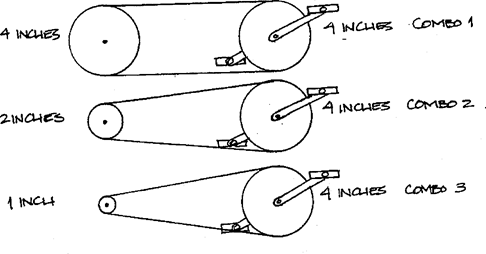 4 INCHES 4 INCHES COMBO 1
2 INCHES 4 INCHES COMBO 2
1 INCH 4 INCHES COMBO 3